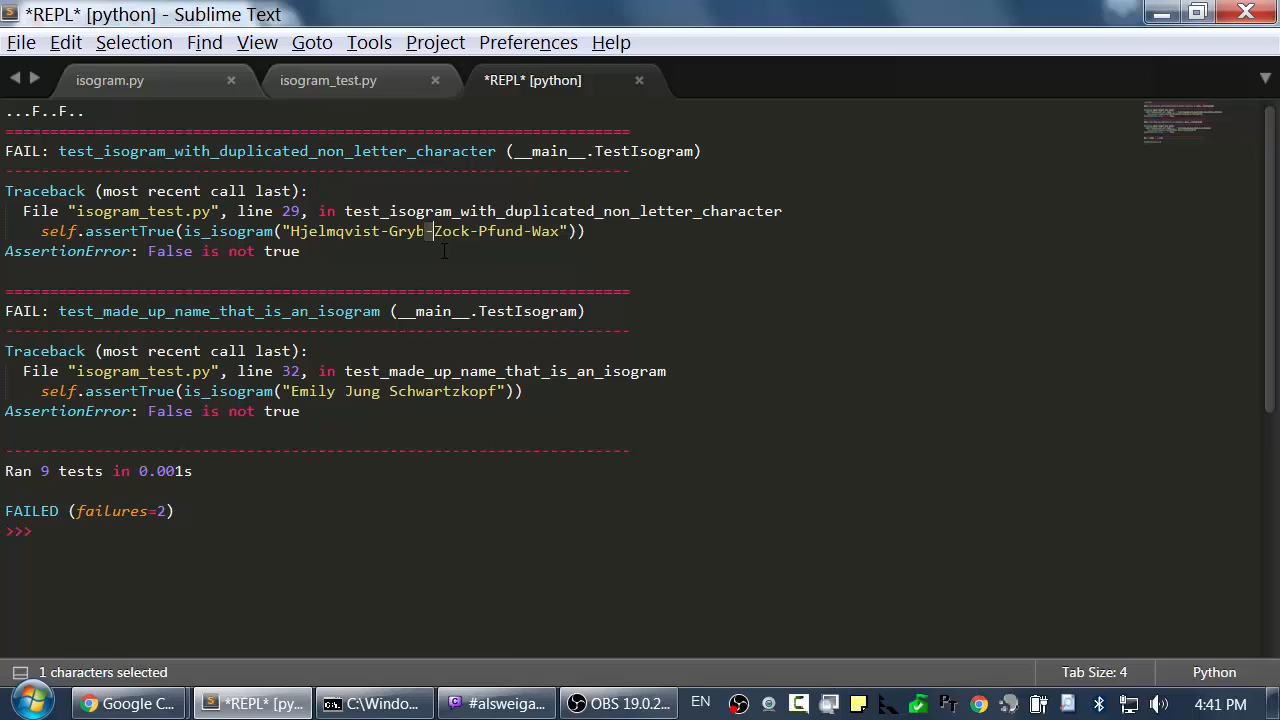 *REPL* [python] - Sublime Text
File Edit Selection Find View Goto Tools Project Preferences Help
isogram.py isogram_test.py *REPL* [python]
...F..F..
======================================================================
FAIL: test_isogram_with_duplicated_non_letter_character (__main__.TestIsogram)
----------------------------------------------------------------------
Traceback (most recent call last):
File "isogram_test.py", line 29, in test_isogram_with_duplicated_non_letter_character
self.assertTrue(is_isogram("Hjelmqvist-Gryb-Zock-Pfund-Wax"))
AssertionError: False is not true
======================================================================
FAIL: test_made_up_name_that_is_an_isogram (__main__.TestIsogram)
----------------------------------------------------------------------
Traceback (most recent call last):
File "isogram_test.py", line 32, in test_made_up_name_that_is_an_isogram
self.assertTrue(is_isogram("Emily Jung Schwartzkopf"))
AssertionError: False is not true
----------------------------------------------------------------------
Ran 9 tests in 0.001s
FAILED (failures=2)
>>>
1 characters selected Tab Size: 4 Python
Google C... *REPL* [py... C:\Windo... #alsweiga... OBS 19.0.2... EN 4:41 PM